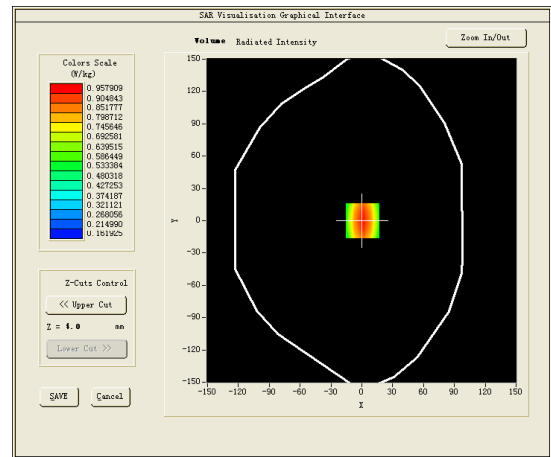 SAR Visualisation Graphical Interface
Volume Radiated Intensity
Zoom In/Out
Colors Scale
(W/kg)
0.957909
0.904843
0.851777
0.798712
0.745646
0.692581
0.639515
0.586449
0.533384
0.480318
0.427253
0.374187
0.321121
0.268056
0.214990
0.161925
150
120
90
60
30
0
-30
-60
-90
-120
-150
Y
-150 -120 -90 -60 -30 0 30 60 90 120 150
X
Z-Cuts Control
<< Upper Cut
Z = 4.0 mm
Lower Cut >>
SAVE Cancel